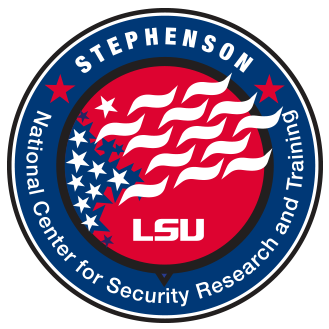 STEPHENSON
National Center for Security Research and Training
LSU